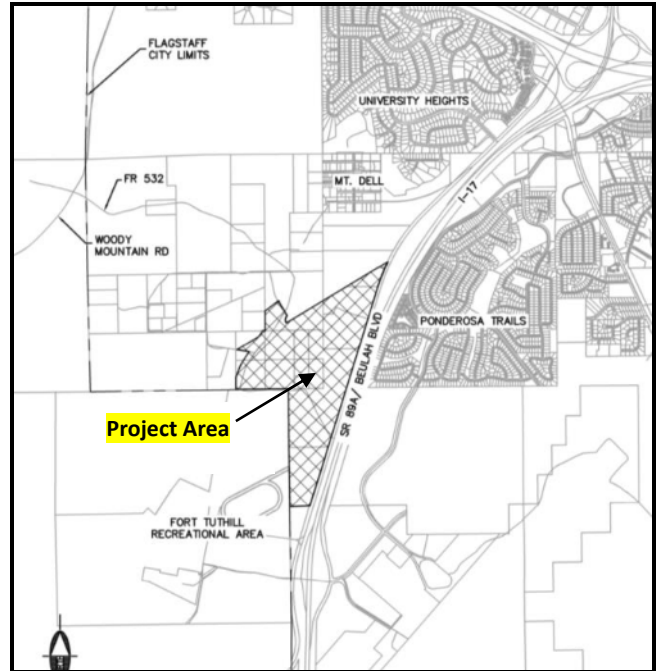 FLAGSTAFF
CITY LIMITS
UNIVERSITY HEIGHTS
FR 532
MT. DELL
I-17
WOODY
MOUNTAIN RD
PONDEROSA TRAILS
SR 89A/ BEULAH BLVD
Project Area
FORT TUTHILL
RECREATIONAL AREA